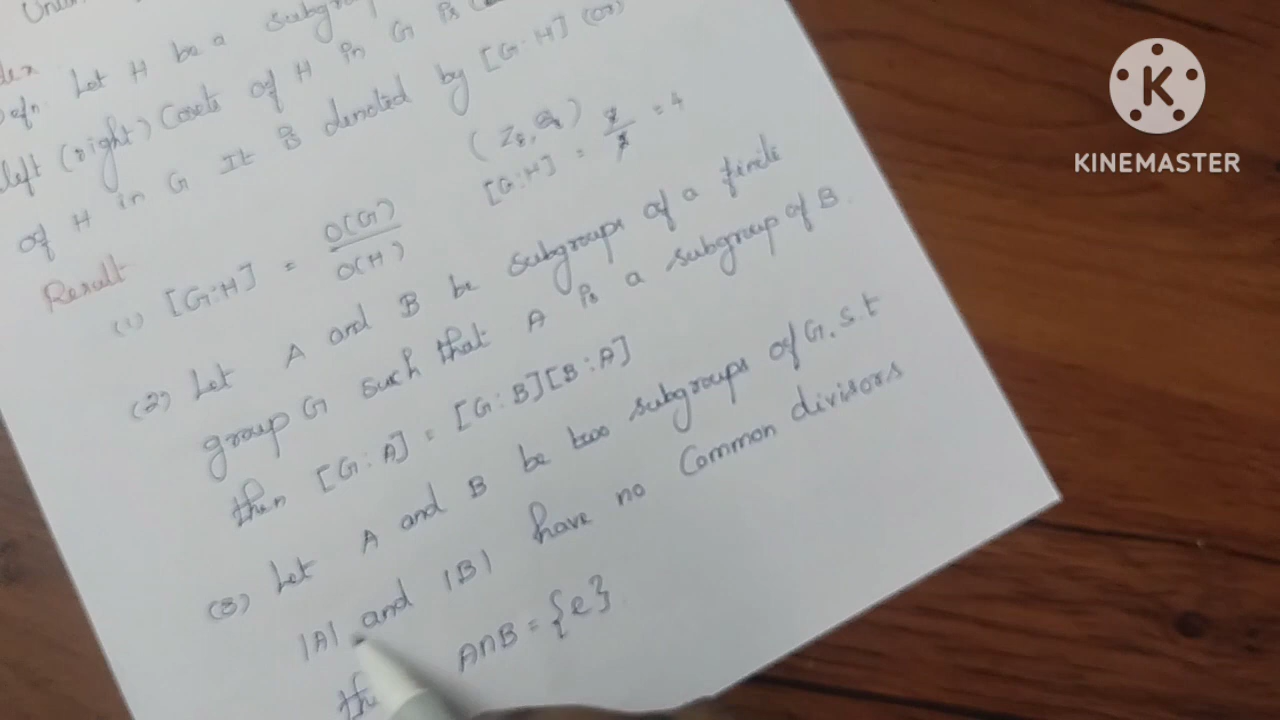 Let H be a subgroup
left (right) Cosets of H in G is
of H in G It is denoted by [G:H] (or)
Result
(Z8, ⊕8)
(1) [G:H] = O(G)/O(H) [G:H] = 8/2 = 4
(2) Let A and B be subgroups of a finite
group G such that A is a subgroup of B.
then [G:A] = [G:B][B:A]
(3) Let A and B be two subgroups of G. s.t
|A| and |B| have no Common divisors
A∩B = {e}
K
KINEMASTER